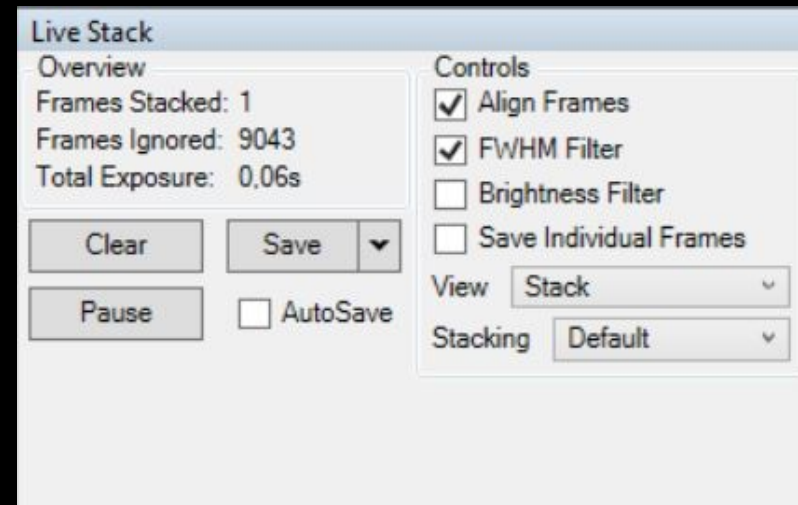 Live Stack
Overview
Frames Stacked: 1
Frames Ignored: 9043
Total Exposure: 0,06s
Clear
Save
Pause
AutoSave
Controls
Align Frames
FWHM Filter
Brightness Filter
Save Individual Frames
View Stack
Stacking Default